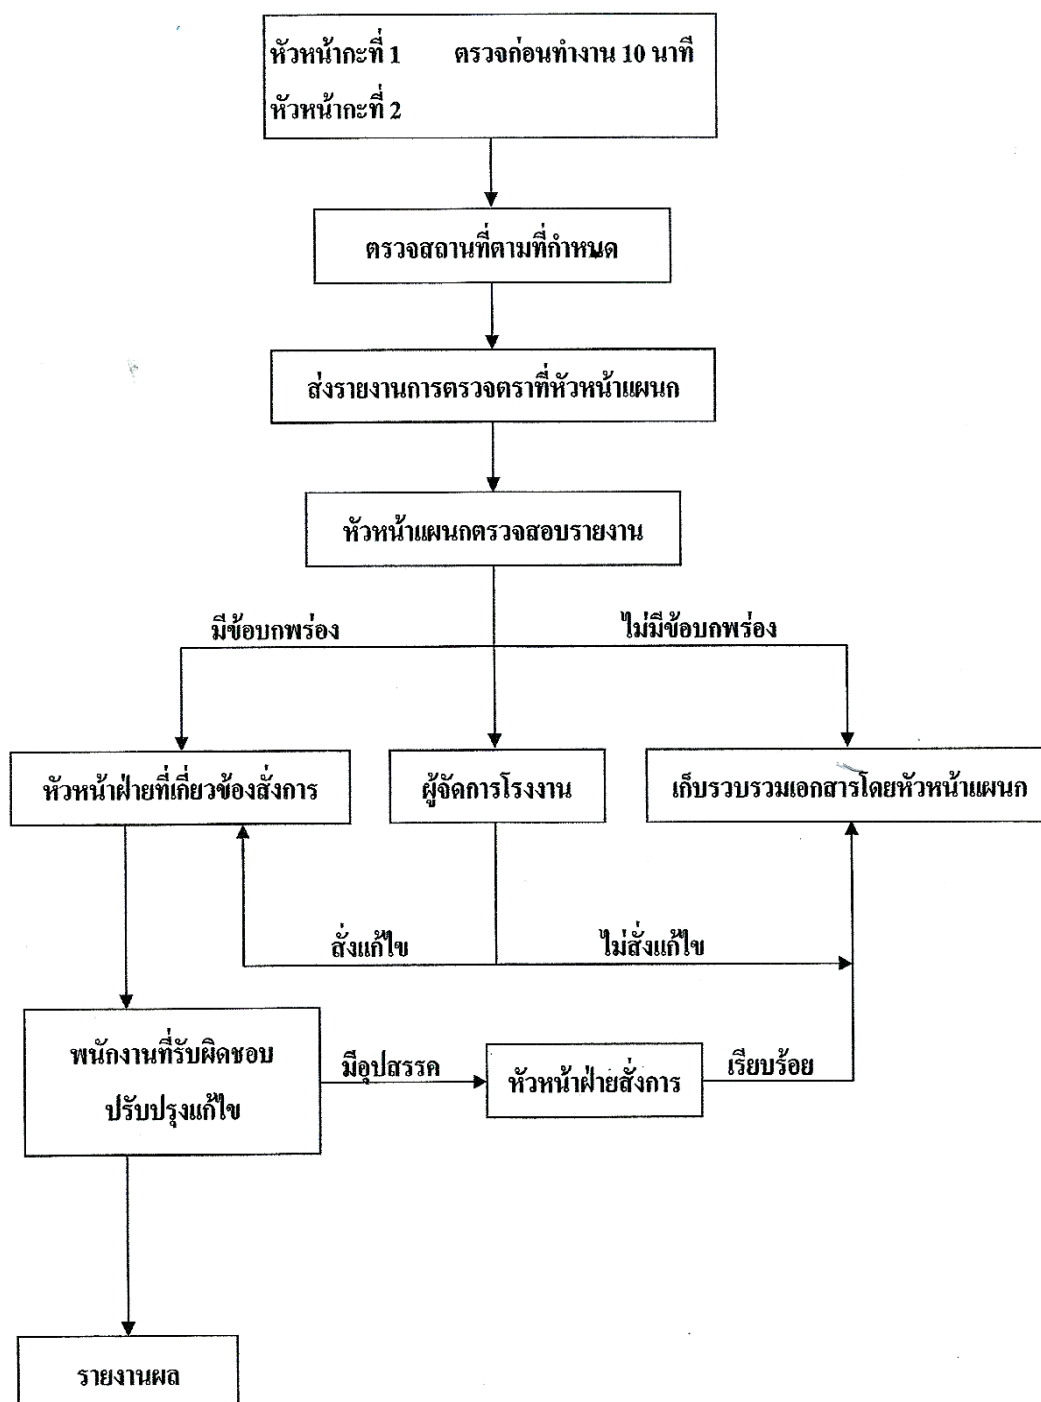 หัวหน้ากะที่ 1 ตรวจก่อนทำงาน 10 นาที
หัวหน้ากะที่ 2
ตรวจสถานที่ตามที่กำหนด
ส่งรายงานการตรวจตราที่หัวหน้าแผนก
หัวหน้าแผนกตรวจสอบรายงาน
มีข้อบกพร่อง
ไม่มีข้อบกพร่อง
หัวหน้าฝ่ายที่เกี่ยวข้องสั่งการ
ผู้จัดการโรงงาน
เก็บรวบรวมเอกสารโดยหัวหน้าแผนก
สั่งแก้ไข
ไม่สั่งแก้ไข
พนักงานที่รับผิดชอบ
ปรับปรุงแก้ไข
มีอุปสรรค
หัวหน้าฝ่ายสั่งการ
เรียบร้อย
รายงานผล